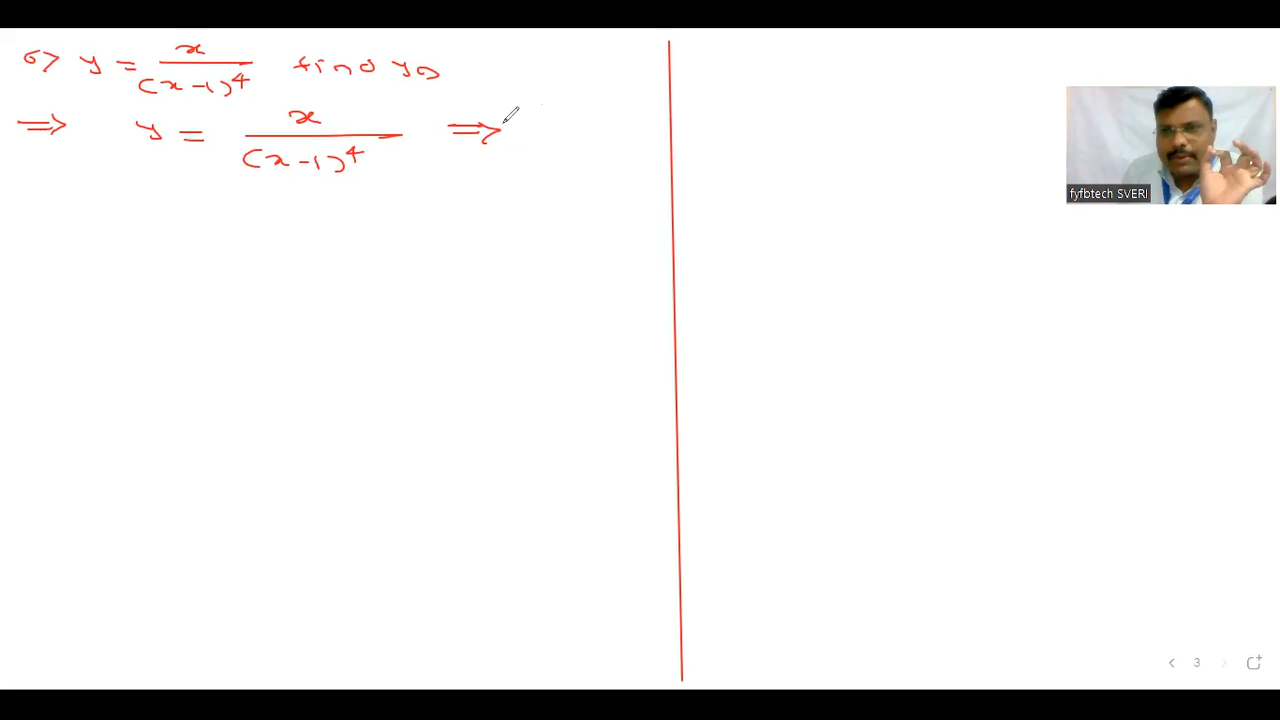 6> y = x/(x-1)^4 find yn
⇒ y = x/(x-1)^4 ⇒
fyfbtech SVERI
3